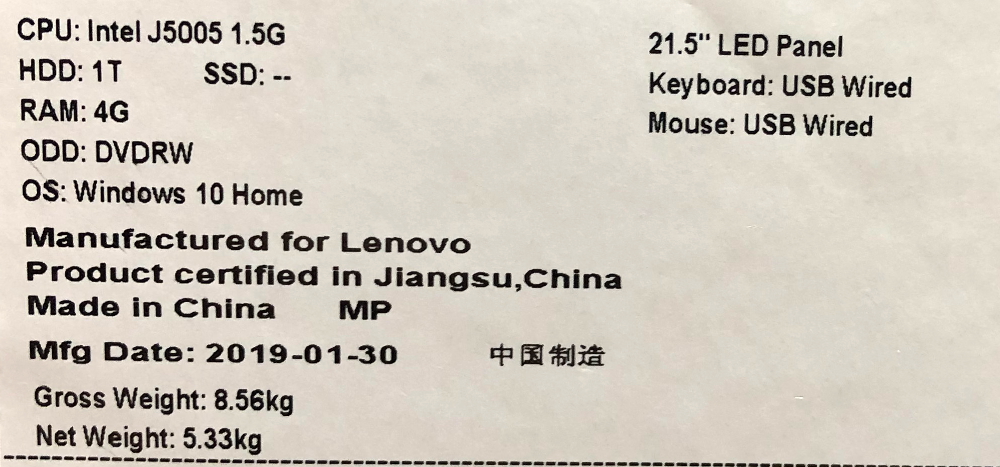 CPU: Intel J5005 1.5G
HDD: 1T SSD: --
RAM: 4G
ODD: DVDRW
OS: Windows 10 Home
21.5" LED Panel
Keyboard: USB Wired
Mouse: USB Wired
Manufactured for Lenovo
Product certified in Jiangsu,China
Made in China MP
Mfg Date: 2019-01-30 中国制造
Gross Weight: 8.56kg
Net Weight: 5.33kg